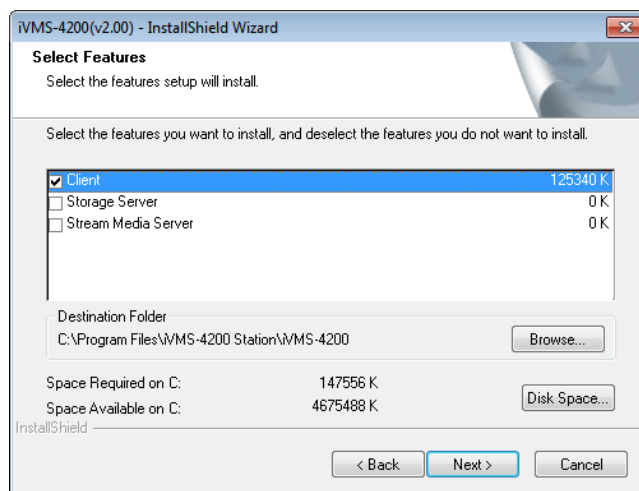 iVMS-4200(v2.00) - InstallShield Wizard
Select Features
Select the features setup will install.
Select the features you want to install, and deselect the features you do not want to install.
Client 125340 K
Storage Server 0 K
Stream Media Server 0 K
Destination Folder
C:\Program Files\iVMS-4200 Station\iVMS-4200
Browse...
Space Required on C: 147556 K
Space Available on C: 4675488 K
Disk Space...
InstallShield
< Back Next > Cancel